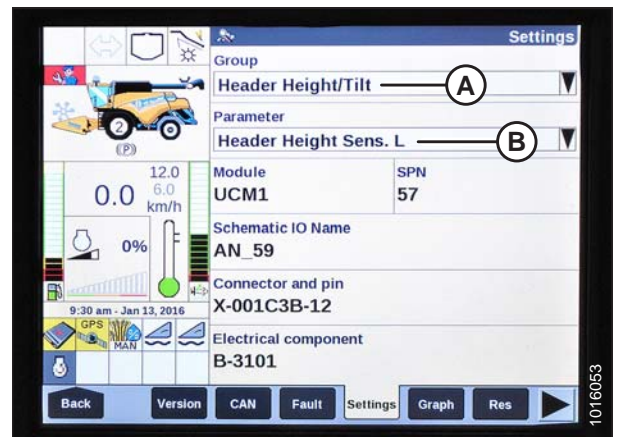 Settings
Group
Header Height/Tilt
A
Parameter
Header Height Sens. L
B
Module
SPN
UCM1
57
Schematic IO Name
AN_59
Connector and pin
X-001C3B-12
Electrical component
B-3101
2
(P)
12.0
0.0
6.0
km/h
0%
9:30 am - Jan 13, 2016
GPS
%
MAN
Back
Version
CAN
Fault
Settings
Graph
Res
1016053